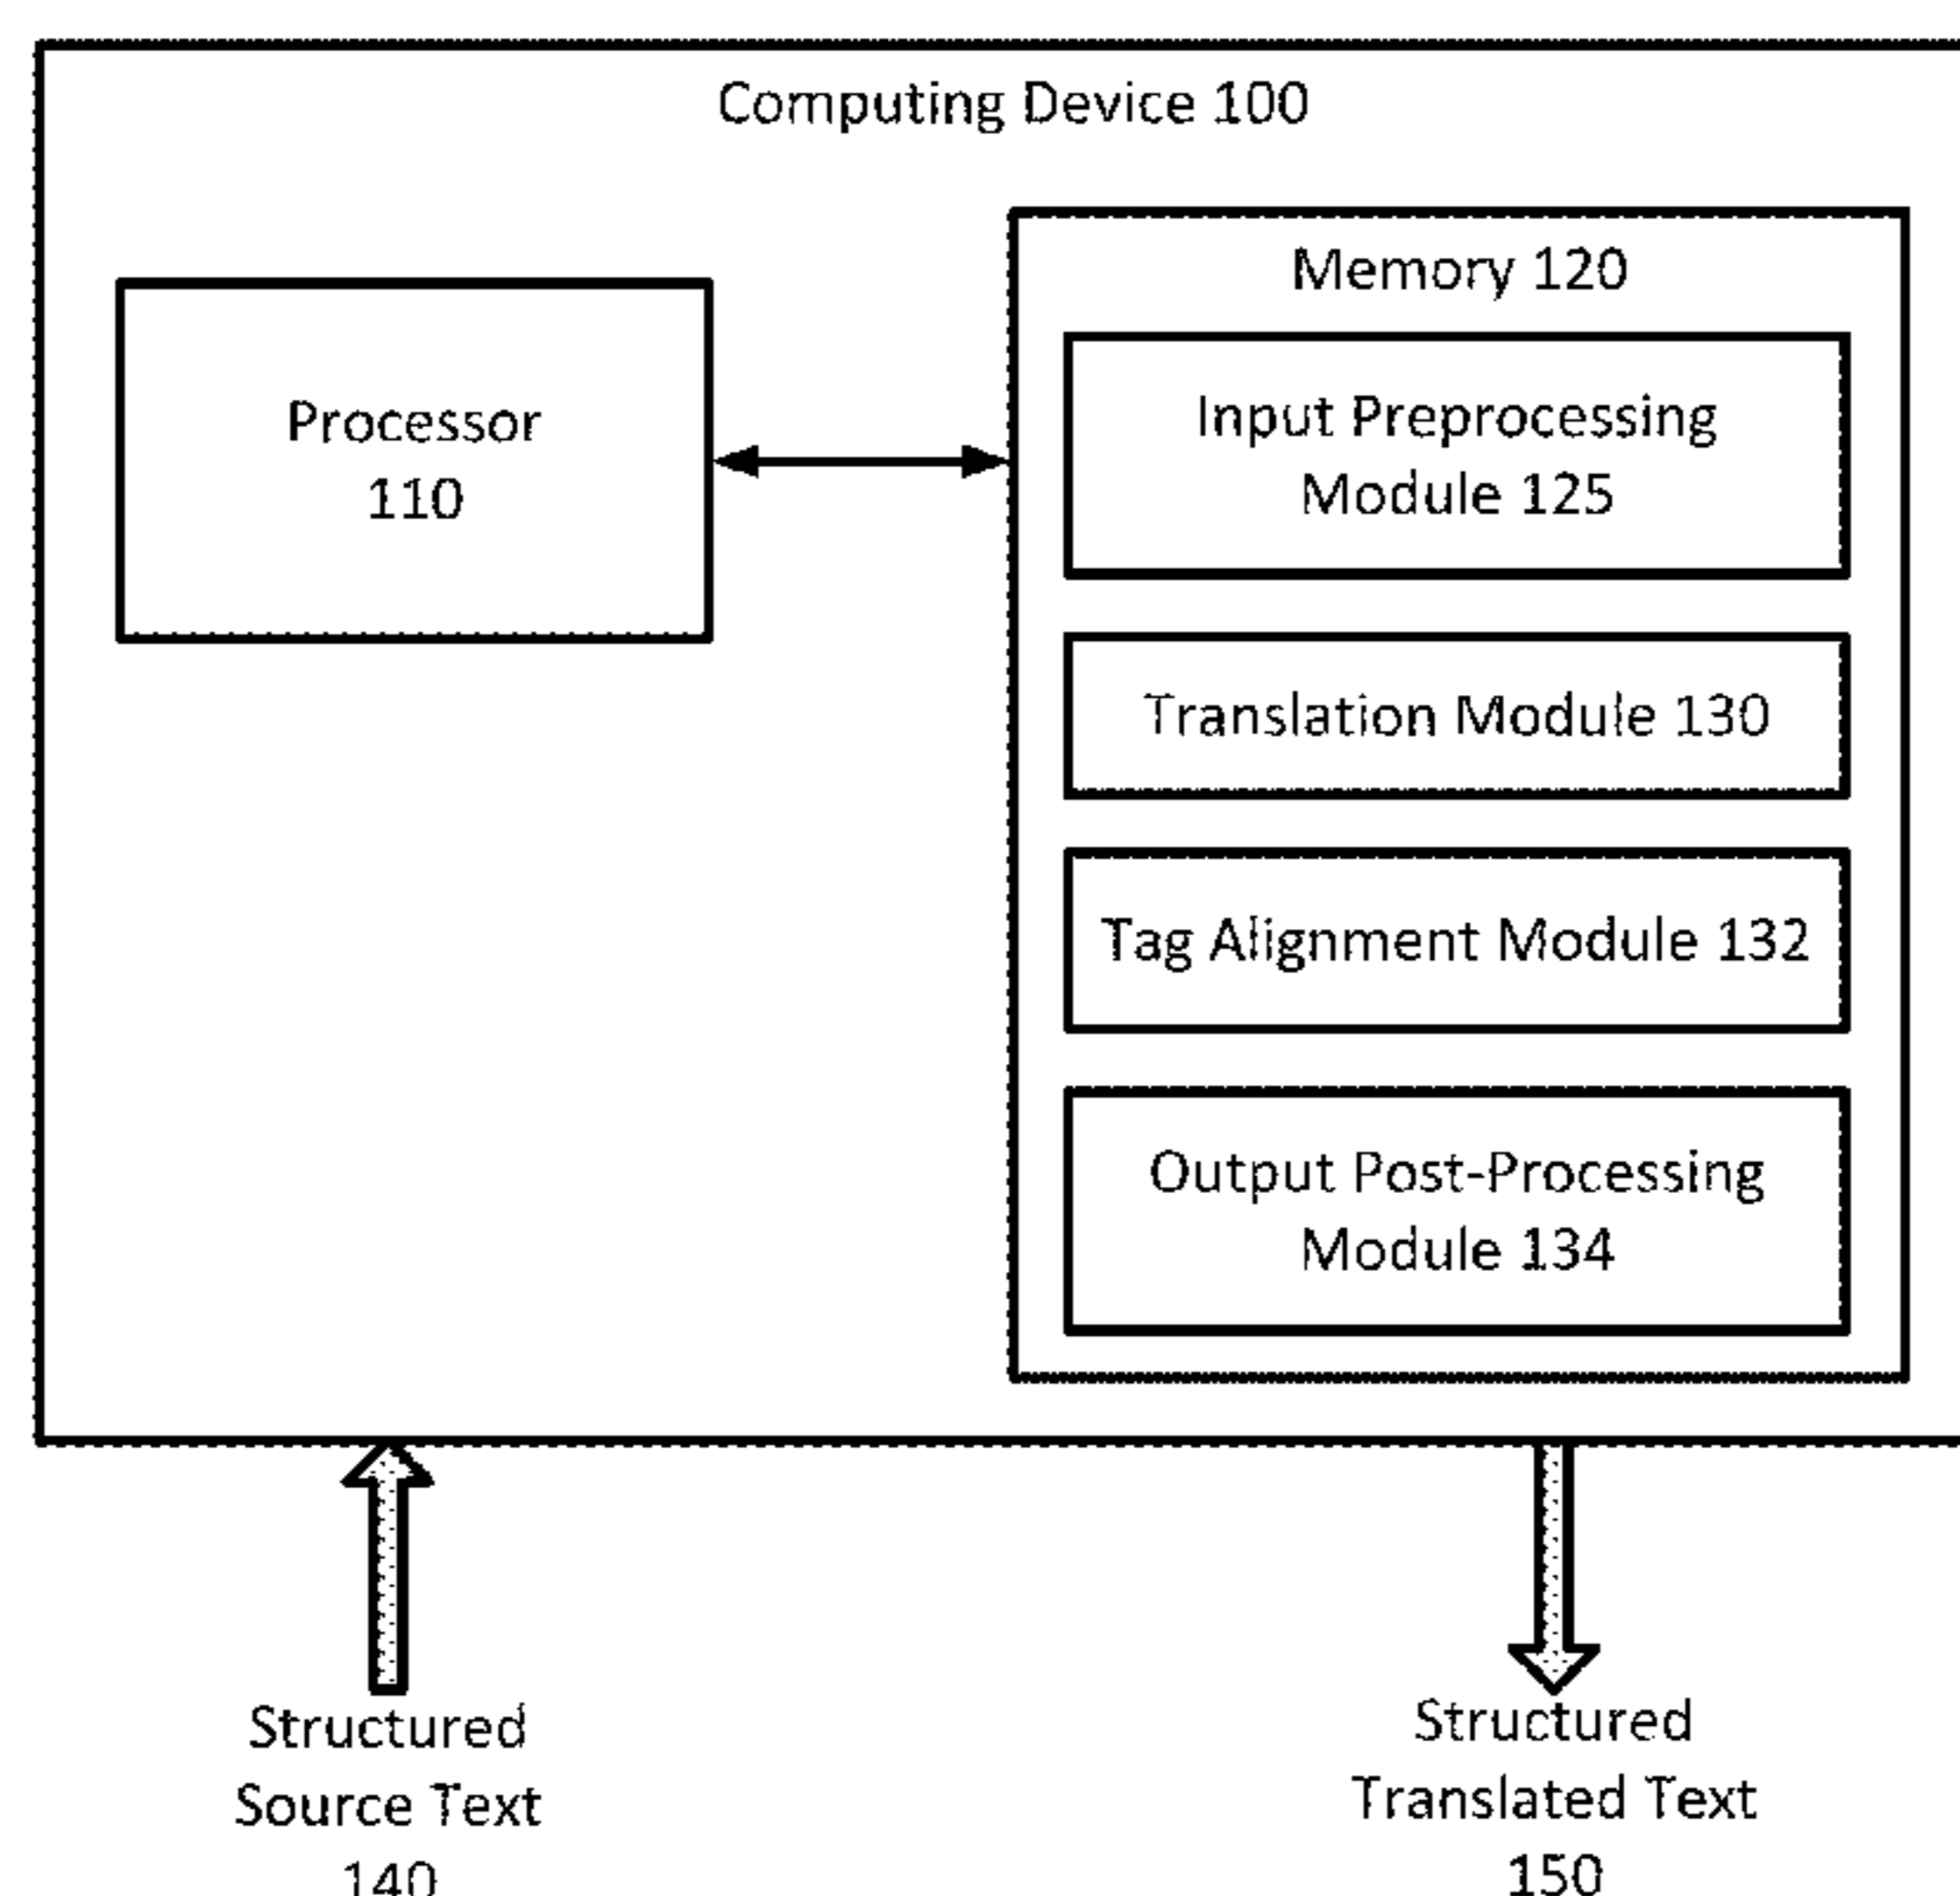 Computing Device 100
Memory 120
Processor
110
Input Preprocessing
Module 125
Translation Module 130
Tag Alignment Module 132
Output Post-Processing
Module 134
Structured
Source Text
140
Structured
Translated Text
150